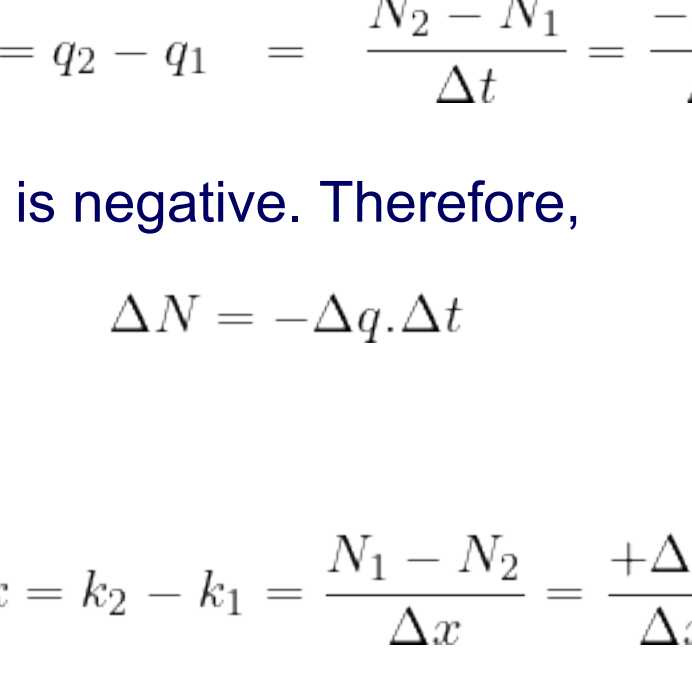 = q₂ − q₁ = (N₂ − N₁)/Δt = −
is negative. Therefore,
ΔN = −Δq.Δt
= k₂ − k₁ = (N₁ − N₂)/Δx = +Δ/Δ